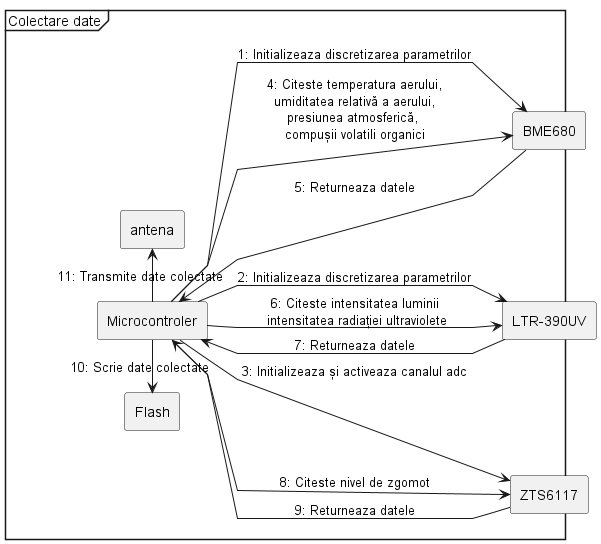 Colectare date
1: Initializeaza discretizarea parametrilor
4: Citeste temperatura aerului,
umiditatea relativă a aerului,
presiunea atmosferică,
compușii volatili organici
BME680
5: Returneaza datele
antena
11: Transmite date colectate
2: Initializeaza discretizarea parametrilor
6: Citeste intensitatea luminii
intensitatea radiației ultraviolete
Microcontroler
LTR-390UV
7: Returneaza datele
10: Scrie date colectate
3: Initializeaza și activeaza canalul adc
Flash
8: Citeste nivel de zgomot
ZTS6117
9: Returneaza datele